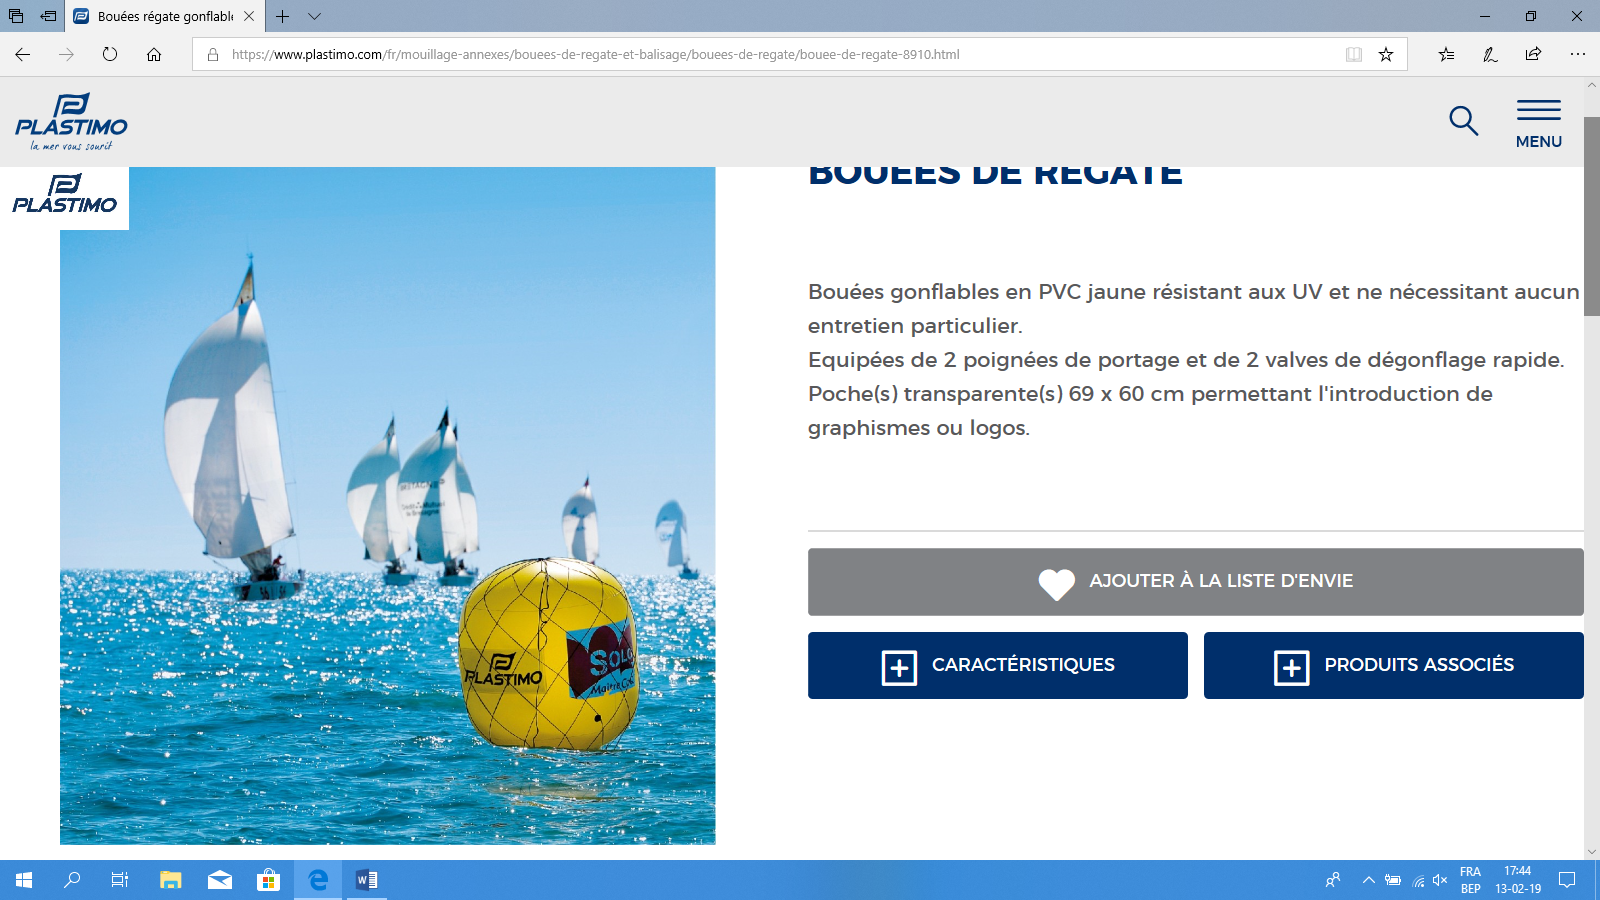 Bouées régate gonflabl
https://www.plastimo.com/fr/mouillage-annexes/bouees-de-regate-et-balisage/bouees-de-regate/bouee-de-regate-8910.html
PLASTIMO
la mer vous sourit
MENU
PLASTIMO
BOUÉES DE RÉGATE
Bouées gonflables en PVC jaune résistant aux UV et ne nécessitant aucun
entretien particulier.
Equipées de 2 poignées de portage et de 2 valves de dégonflage rapide.
Poche(s) transparente(s) 69 x 60 cm permettant l'introduction de
graphismes ou logos.
AJOUTER À LA LISTE D'ENVIE
CARACTÉRISTIQUES
PRODUITS ASSOCIÉS
PLASTIMO
SOLO
FRA
BEP
17:44
13-02-19